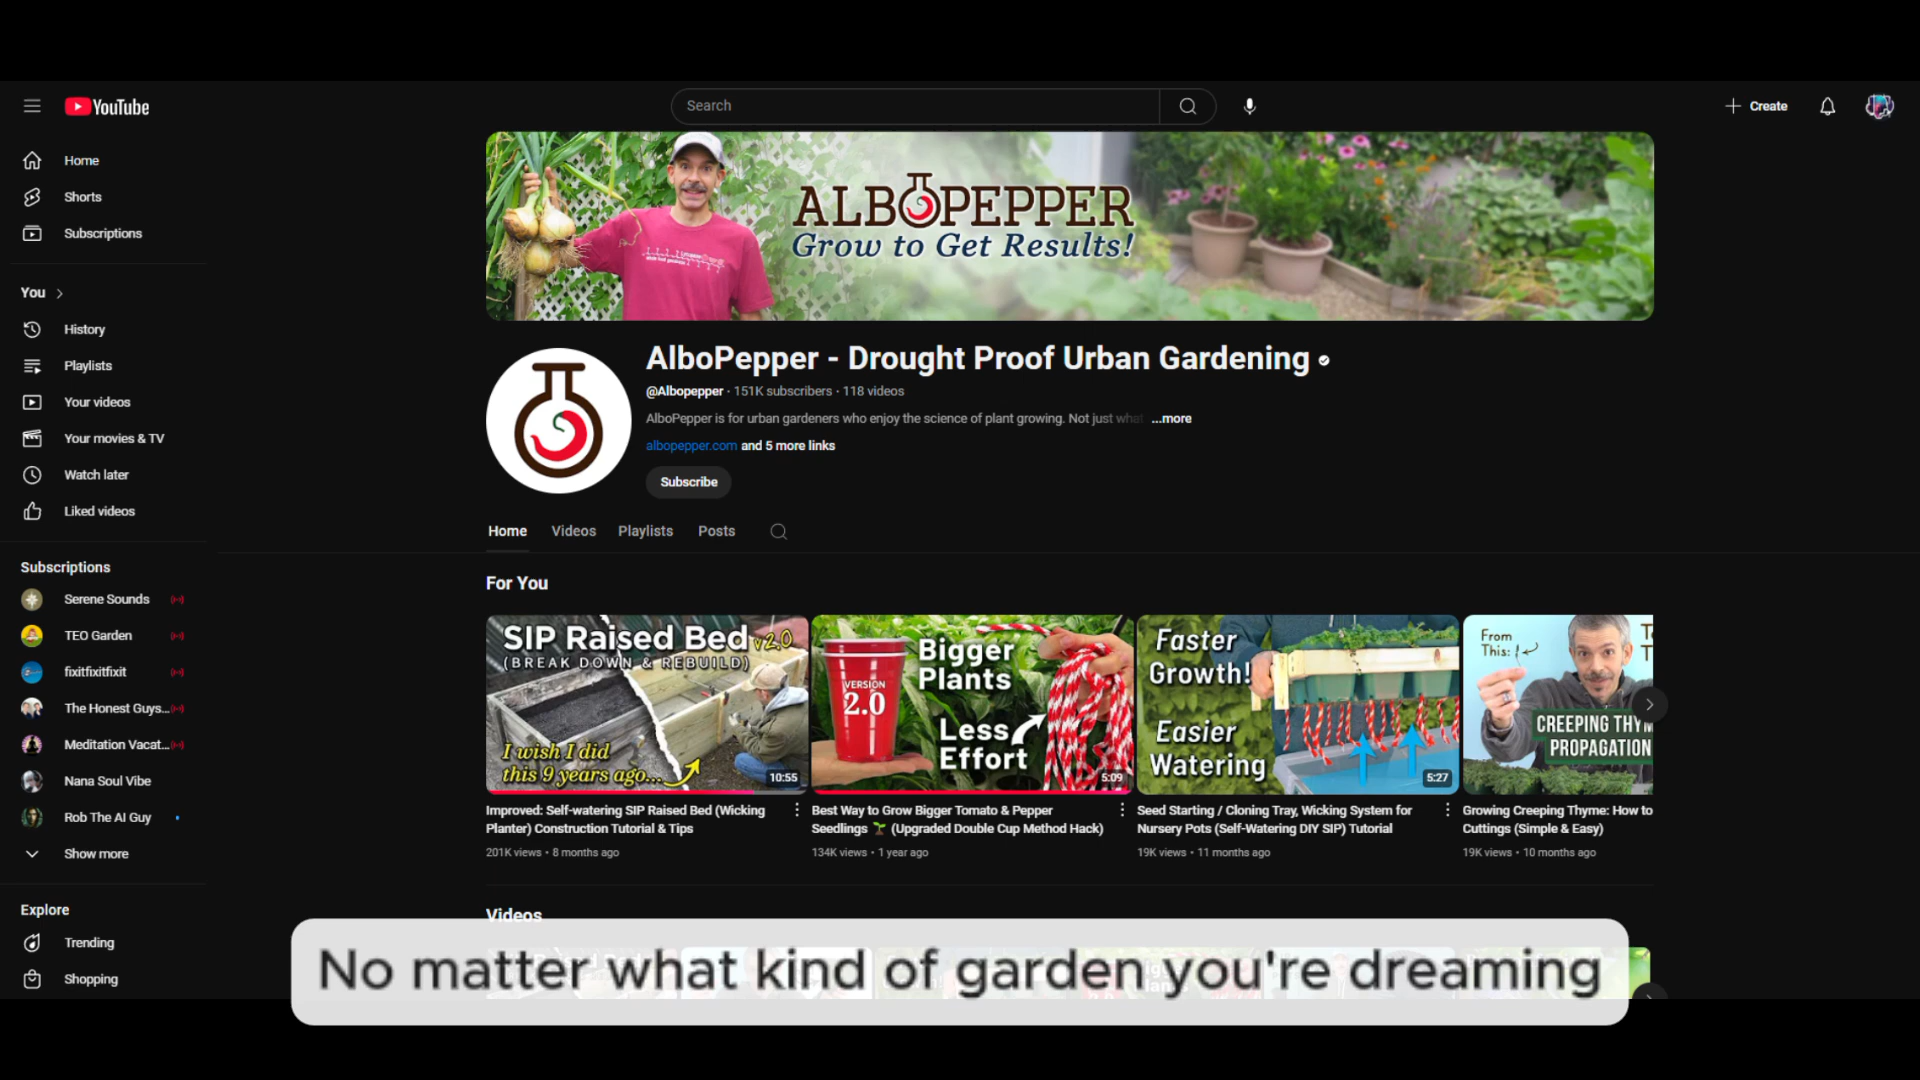 YouTube
Search
Create
Home
Shorts
Subscriptions
You
History
Playlists
Your videos
Your movies & TV
Watch later
Liked videos
Subscriptions
Serene Sounds
TEO Garden
fixitfixitfixit
The Honest Guys...
Meditation Vacat...
Nana Soul Vibe
Rob The AI Guy
Show more
Explore
Trending
Shopping
ALBOPEPPER
Grow to Get Results!
AlboPepper - Drought Proof Urban Gardening
@Albopepper · 151K subscribers · 118 videos
AlboPepper is for urban gardeners who enjoy the science of plant growing. Not just what ...more
albopepper.com and 5 more links
Subscribe
Home Videos Playlists Posts
For You
SIP Raised Bed v2.0
(BREAK DOWN & REBUILD)
I wish I did
this 9 years ago...
10:55
Improved: Self-watering SIP Raised Bed (Wicking
Planter) Construction Tutorial & Tips
201K views • 8 months ago
VERSION
2.0
Bigger
Plants
Less
Effort
5:09
Best Way to Grow Bigger Tomato & Pepper
Seedlings 🌱 (Upgraded Double Cup Method Hack)
134K views • 1 year ago
Faster
Growth!
Easier
Watering
5:27
Seed Starting / Cloning Tray, Wicking System for
Nursery Pots (Self-Watering DIY SIP) Tutorial
19K views • 11 months ago
From
This:
CREEPING THYM
PROPAGATION
Growing Creeping Thyme: How to
Cuttings (Simple & Easy)
19K views • 10 months ago
Videos
No matter what kind of garden you're dreaming